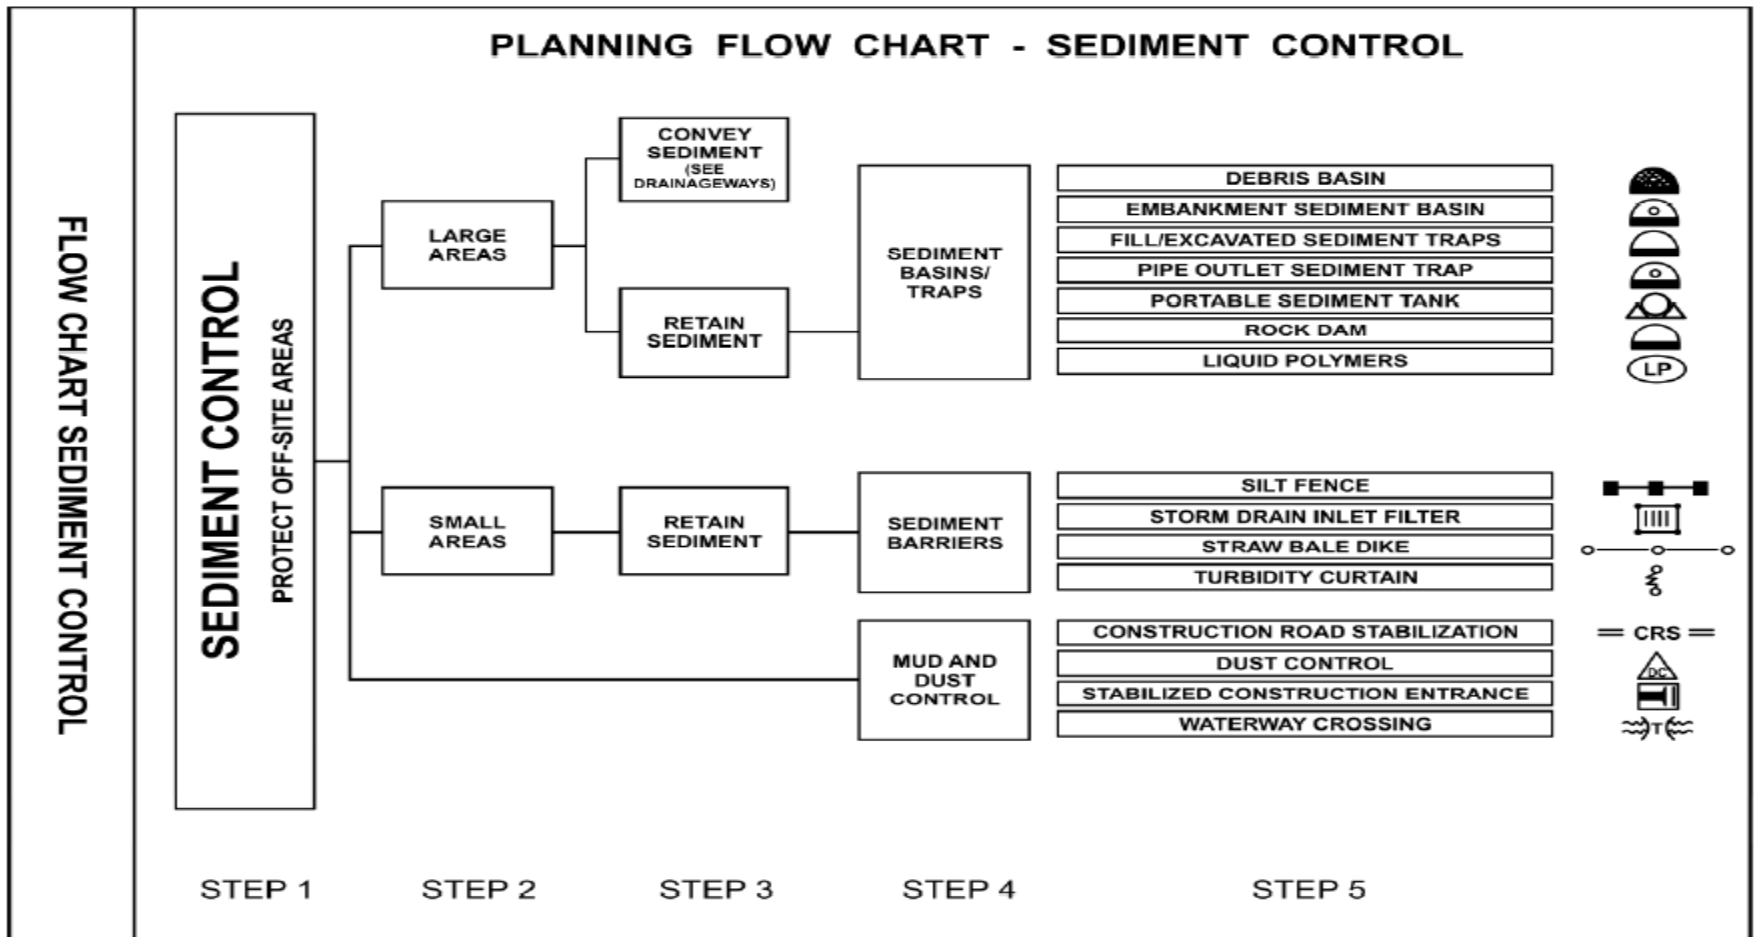 PLANNING FLOW CHART - SEDIMENT CONTROL
FLOW CHART SEDIMENT CONTROL
SEDIMENT CONTROL
PROTECT OFF-SITE AREAS
LARGE
AREAS
SMALL
AREAS
CONVEY
SEDIMENT
(SEE
DRAINAGEWAYS)
RETAIN
SEDIMENT
RETAIN
SEDIMENT
SEDIMENT
BASINS/
TRAPS
SEDIMENT
BARRIERS
MUD AND
DUST
CONTROL
DEBRIS BASIN
EMBANKMENT SEDIMENT BASIN
FILL/EXCAVATED SEDIMENT TRAPS
PIPE OUTLET SEDIMENT TRAP
PORTABLE SEDIMENT TANK
ROCK DAM
LIQUID POLYMERS
LP
SILT FENCE
STORM DRAIN INLET FILTER
STRAW BALE DIKE
TURBIDITY CURTAIN
CONSTRUCTION ROAD STABILIZATION
CRS
DUST CONTROL
DC
STABILIZED CONSTRUCTION ENTRANCE
WATERWAY CROSSING
T
STEP 1
STEP 2
STEP 3
STEP 4
STEP 5